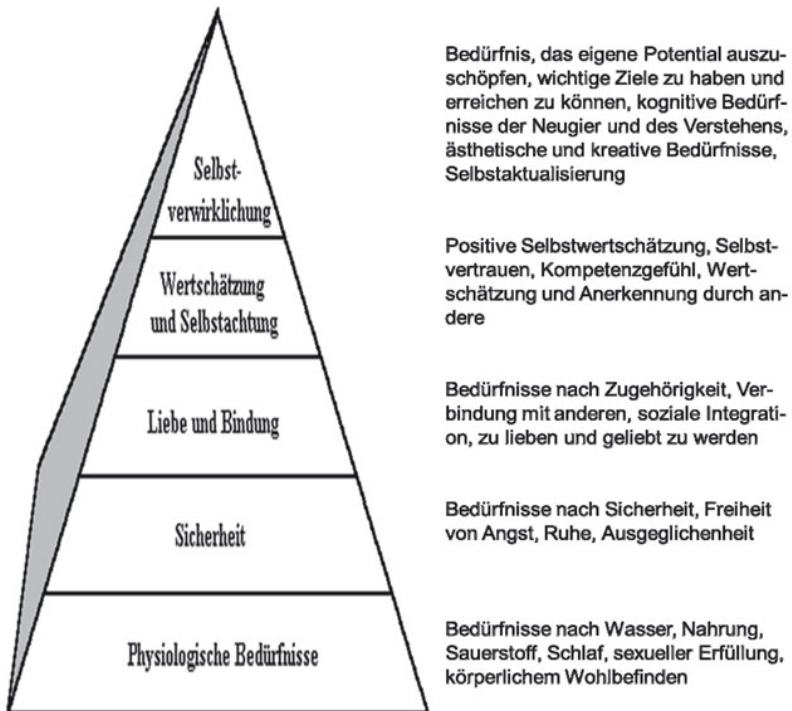 Bedürfnis, das eigene Potential auszu-
schöpfen, wichtige Ziele zu haben und
erreichen zu können, kognitive Bedürf-
nisse der Neugier und des Verstehens,
ästhetische und kreative Bedürfnisse,
Selbstaktualisierung
Selbst-
verwirklichung
Positive Selbstwertschätzung, Selbst-
vertrauen, Kompetenzgefühl, Wert-
schätzung und Anerkennung durch an-
dere
Wertschätzung
und Selbstachtung
Bedürfnisse nach Zugehörigkeit, Ver-
bindung mit anderen, soziale Integrati-
on, zu lieben und geliebt zu werden
Liebe und Bindung
Bedürfnisse nach Sicherheit, Freiheit
von Angst, Ruhe, Ausgeglichenheit
Sicherheit
Bedürfnisse nach Wasser, Nahrung,
Sauerstoff, Schlaf, sexueller Erfüllung,
körperlichem Wohlbefinden
Physiologische Bedürfnisse